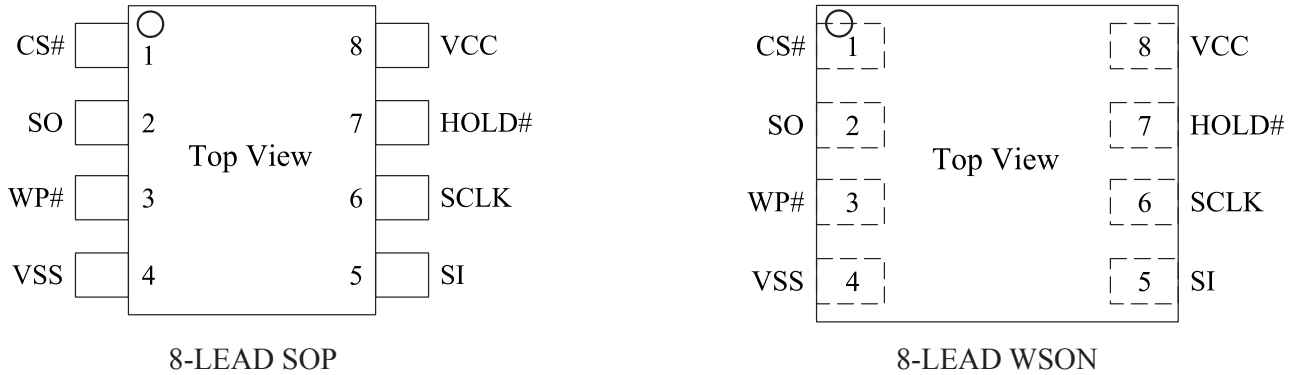 CS# 1 8 VCC
SO 2 7 HOLD#
Top View
WP# 3 6 SCLK
VSS 4 5 SI
8-LEAD SOP
CS# 1 8 VCC
SO 2 7 HOLD#
Top View
WP# 3 6 SCLK
VSS 4 5 SI
8-LEAD WSON